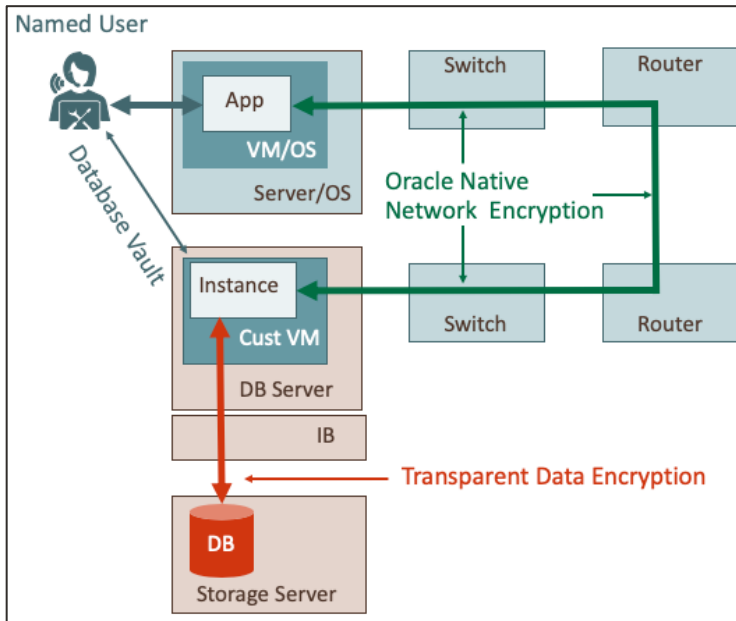 Named User
App
VM/OS
Server/OS
Switch
Router
Oracle Native
Network Encryption
Database Vault
Instance
Cust VM
DB Server
Switch
Router
IB
Transparent Data Encryption
DB
Storage Server